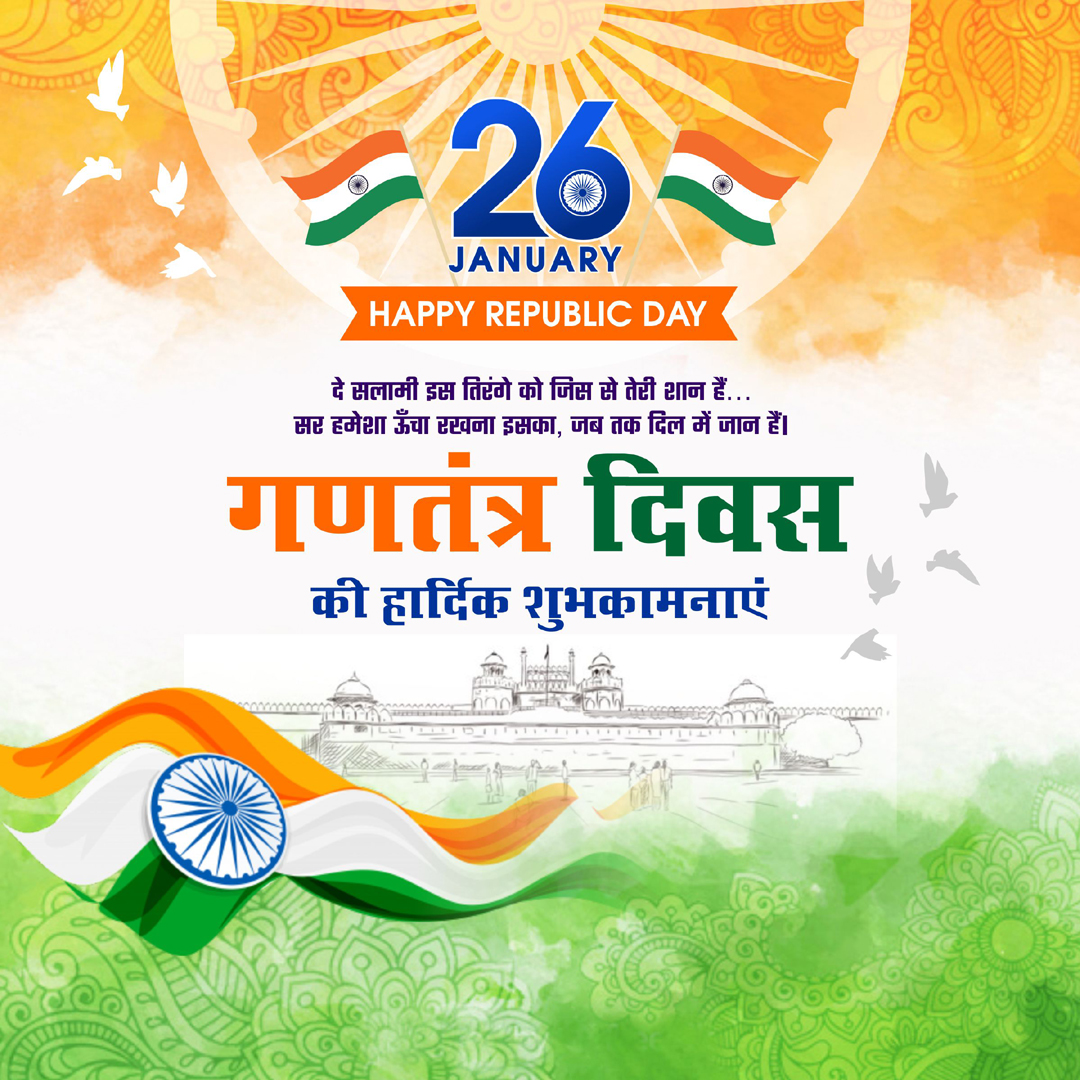 26
JANUARY
HAPPY REPUBLIC DAY
दे सलामी इस तिरंगे को जिस से तेरी शान हैं...
सर हमेशा ऊँचा रखना इसका, जब तक दिल में जान हैं।
गणतंत्र दिवस
की हार्दिक शुभकामनाएं